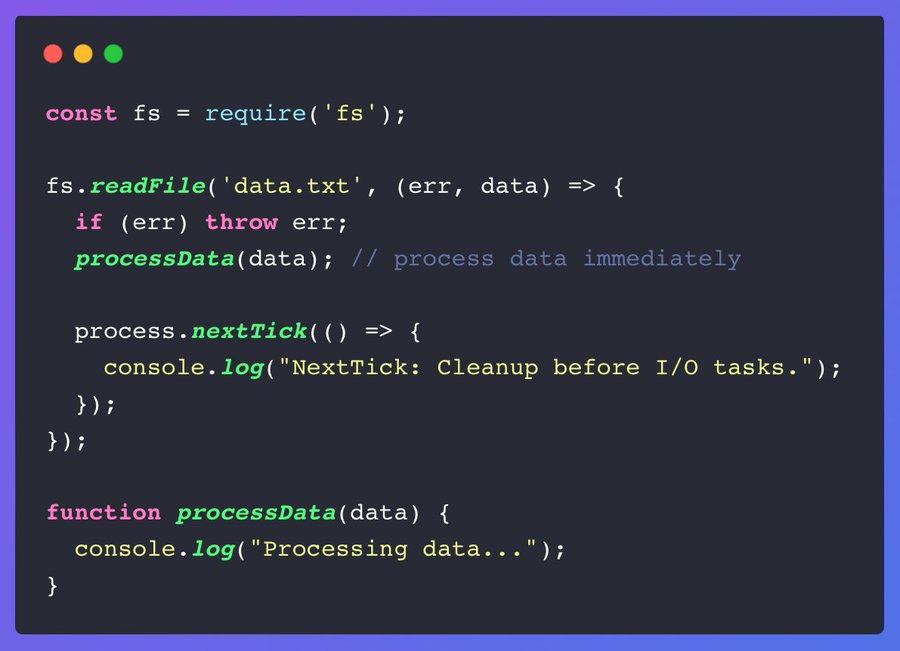 const fs = require('fs');
fs.readFile('data.txt', (err, data) => {
if (err) throw err;
processData(data); // process data immediately
process.nextTick(() => {
console.log("NextTick: Cleanup before I/O tasks.");
});
});
function processData(data) {
console.log("Processing data...");
}